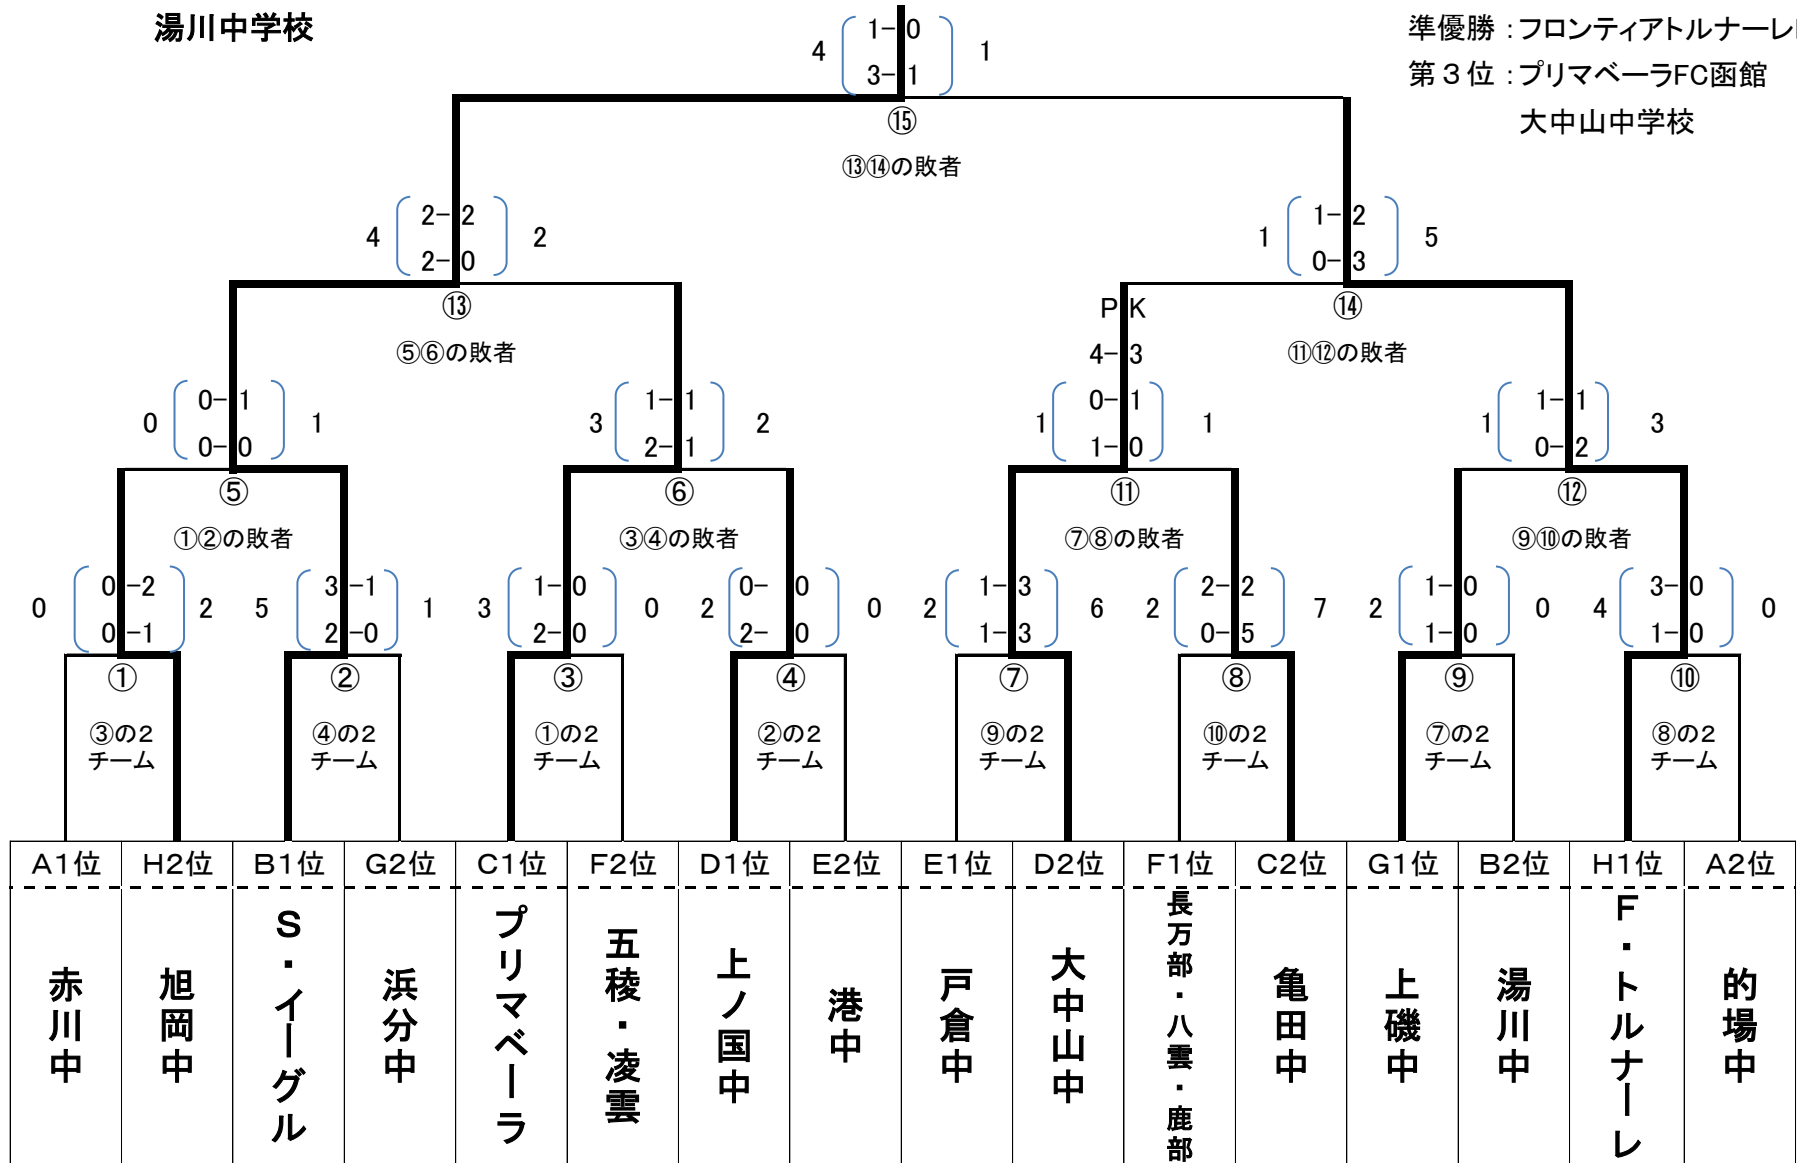 湯川中学校
準優勝：フロンティアトルナーレ
第３位：プリマベーラFC函館
大中山中学校
4 1-0 1
3-1
⑮
⑬⑭の敗者
4 2-2 2
2-0
1 1-2 5
0-3
⑬
⑭
⑤⑥の敗者
⑪⑫の敗者
PK
4-3
0 0-1 1
0-0
3 1-1 2
2-1
1 0-1 1
1-0
1 1-1 3
0-2
⑤
⑥
⑪
⑫
①②の敗者
③④の敗者
⑦⑧の敗者
⑨⑩の敗者
0 0-2 2
0-1
5 3-1 1
2-0
3 1-0 0
2-0
2 0-0 0
2-0
2 1-3 6
1-3
2 2-2 7
0-5
2 1-0 0
1-0
4 3-0 0
1-0
①
②
③
④
⑦
⑧
⑨
⑩
③の２
チーム
④の２
チーム
①の２
チーム
②の２
チーム
⑨の２
チーム
⑩の２
チーム
⑦の２
チーム
⑧の２
チーム
A1位 H2位 B1位 G2位 C1位 F2位 D1位 E2位 E1位 D2位 F1位 C2位 G1位 B2位 H1位 A2位
赤川中
旭岡中
S・イーグル
浜分中
プリマベーラ
五稜・凌雲
上ノ国中
港中
戸倉中
大中山中
長万部・八雲・鹿部
亀田中
上磯中
湯川中
F・トルナーレ
的場中